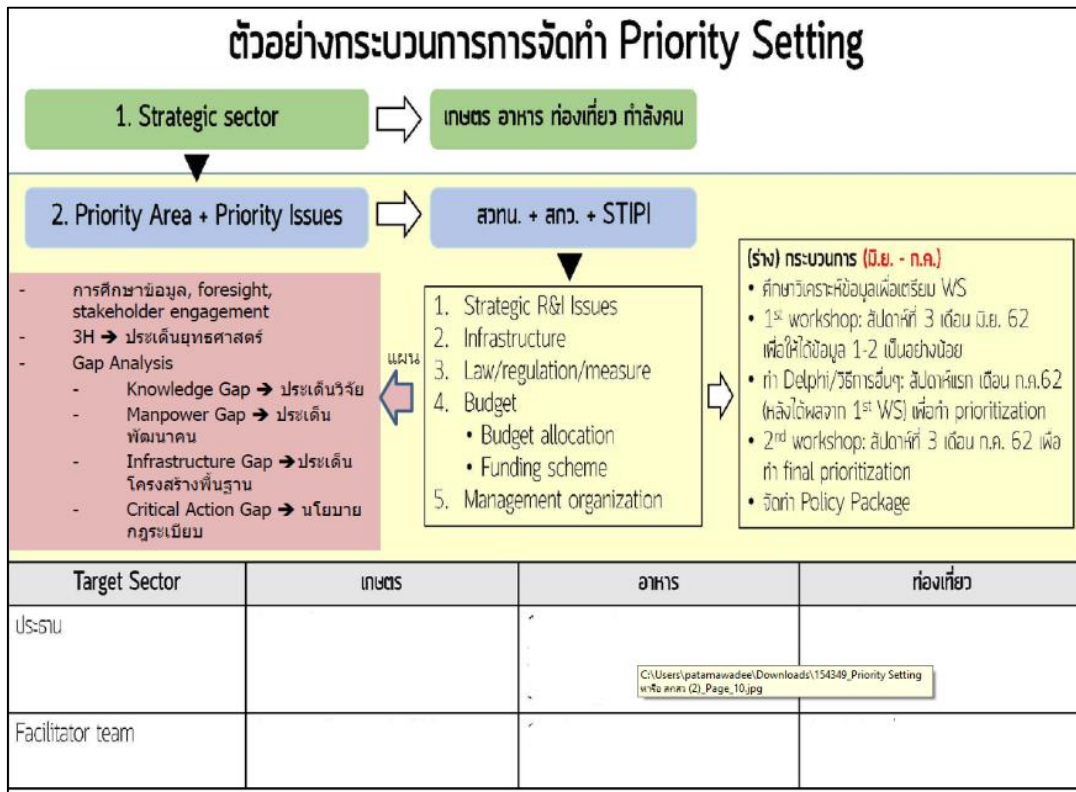 ตัวอย่างกระบวนการการจัดทำ Priority Setting
1. Strategic sector
เกษตร อาหาร ท่องเที่ยว กำลังคน
2. Priority Area + Priority Issues
สวทน. + สกว. + STIPI
- การศึกษาข้อมูล, foresight,
stakeholder engagement
- 3H ➔ ประเด็นยุทธศาสตร์
- Gap Analysis
- Knowledge Gap ➔ ประเด็นวิจัย
- Manpower Gap ➔ ประเด็น
พัฒนาคน
- Infrastructure Gap ➔ประเด็น
โครงสร้างพื้นฐาน
- Critical Action Gap ➔ นโยบาย
กฎระเบียบ
แผน
1. Strategic R&I Issues
2. Infrastructure
3. Law/regulation/measure
4. Budget
• Budget allocation
• Funding scheme
5. Management organization
(ร่าง) กระบวนการ (มิ.ย. - ก.ค.)
• ศึกษาวิเคราะห์ข้อมูลเพื่อเตรียม WS
• 1st workshop: สัปดาห์ที่ 3 เดือน มิ.ย. 62
เพื่อให้ได้ข้อมูล 1-2 เป็นอย่างน้อย
• ทำ Delphi/วิธีการอื่นๆ: สัปดาห์แรก เดือน ก.ค.62
(หลังได้ผลจาก 1st WS) เพื่อทำ prioritization
• 2nd workshop: สัปดาห์ที่ 3 เดือน ก.ค. 62 เพื่อ
ทำ final prioritization
• จัดทำ Policy Package
Target Sector เกษตร อาหาร ท่องเที่ยว
ประธาน
C:\Users\patamawadee\Downloads\154349_Priority Setting
หารือ สกสว (2)_Page_10.jpg
Facilitator team